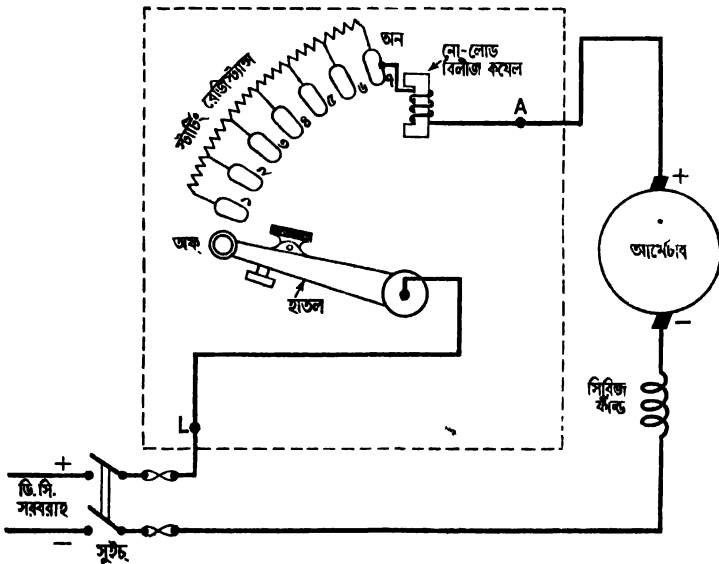 অন
নো-লোড
রিলীজ কয়েল
স্টার্টিং রেজিস্ট্যান্স
১
২
৩
৪
৫
৬
৭
A
অফ্
হাতল
+
আর্মেচার
−
সিরিজ
ফীল্ড
L
+
ডি. সি.
সরবরাহ
−
সুইচ্